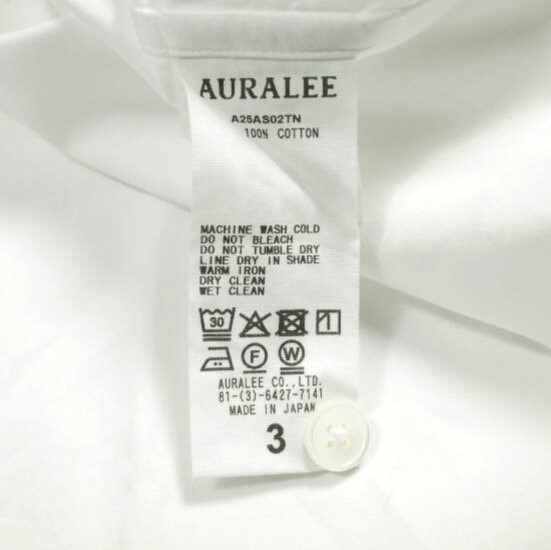 AURALEE
A25AS02TN
100% COTTON
MACHINE WASH COLD
DO NOT BLEACH
DO NOT TUMBLE DRY
LINE DRY IN SHADE
WARM IRON
DRY CLEAN
WET CLEAN
30
F W
AURALEE CO.,LTD.
81-(3)-6427-7141
MADE IN JAPAN
3